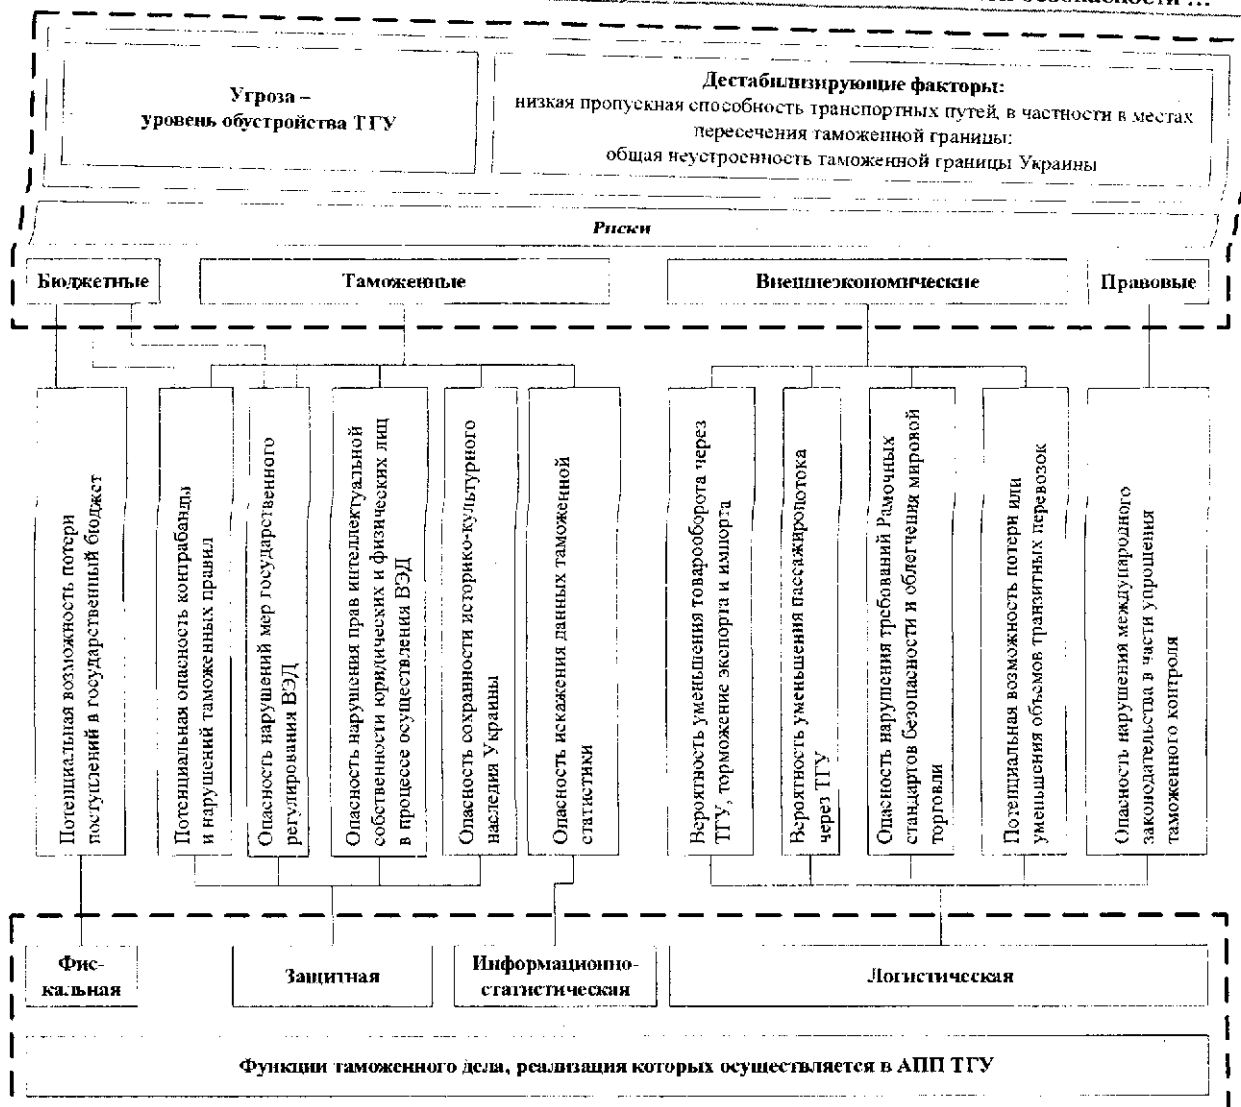 безопасности ...
Угроза –
уровень обустройства ТГУ
Дестабилизирующие факторы:
низкая пропускная способность транспортных путей, в частности в местах
пересечения таможенной границы:
общая неустроенность таможенной границы Украины
Риски
Бюджетные
Таможенные
Внешнеэкономические
Правовые
Потенциальная возможность потери
поступлений в государственный бюджет
Потенциальная опасность контрабанды
и нарушений таможенных правил
Опасность нарушений мер государственного
регулирования ВЭД
Опасность нарушения прав интеллектуальной
собственности юридических и физических лиц
в процессе осуществления ВЭД
Опасность сохранности историко-культурного
наследия Украины
Опасность искажения данных таможенной
статистики
Вероятность уменьшения товарооборота через
ТГУ, торможение экспорта и импорта
Вероятность уменьшения пассажиропотока
через ТГУ
Опасность нарушения требований Рамочных
стандартов безопасности и облегчения мировой
торговли
Потенциальная возможность потери или
уменьшения объемов транзитных перевозок
Опасность нарушения международного
законодательства в части упрощения
таможенного контроля
Фис-
кальная
Защитная
Информационно-
статистическая
Логистическая
Функции таможенного дела, реализация которых осуществляется в АПП ТГУ